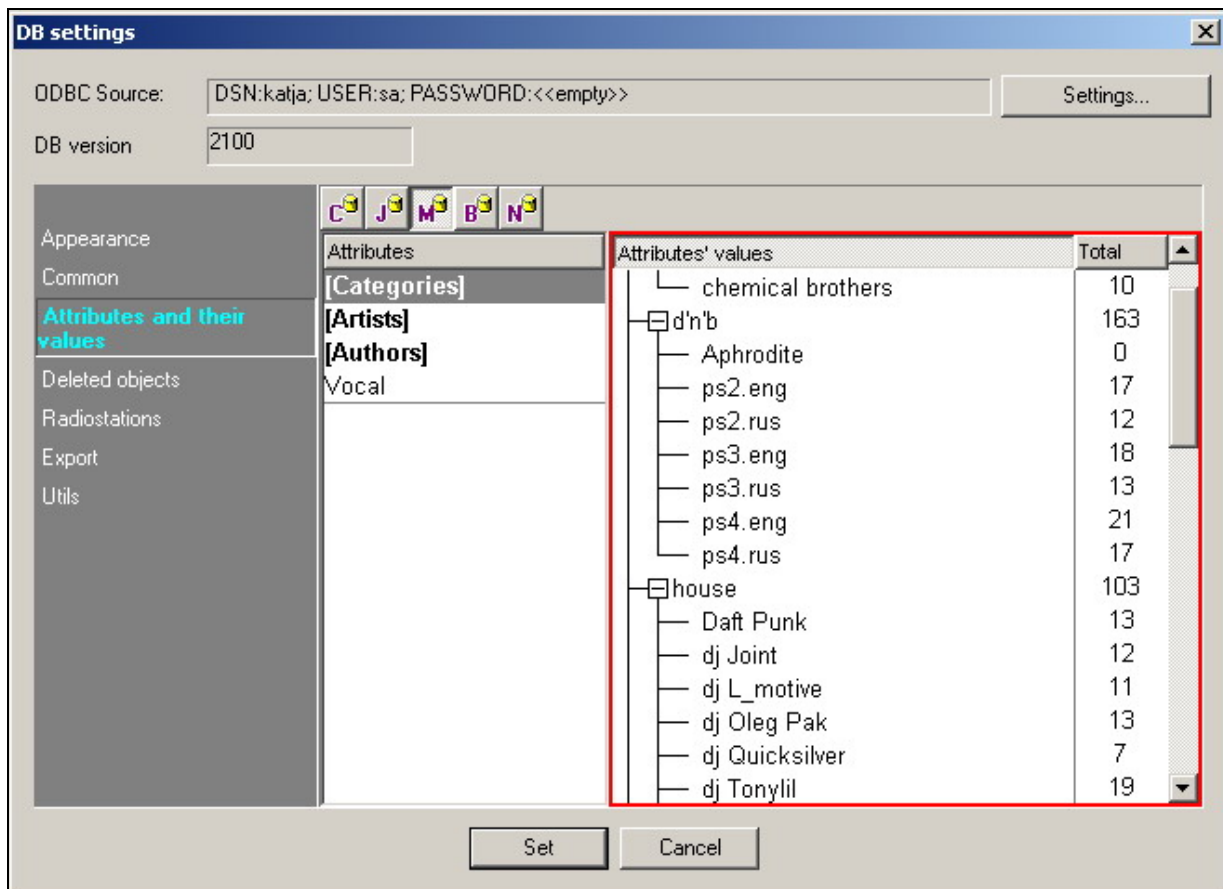 DB settings
ODBC Source: DSN:katja; USER:sa; PASSWORD:<<empty>> Settings...
DB version 2100
C J M B N
Appearance
Common
Attributes and their
values
Deleted objects
Radiostations
Export
Utils
Attributes
[Categories]
[Artists]
[Authors]
Vocal
Attributes' values Total
chemical brothers 10
d'n'b 163
Aphrodite 0
ps2.eng 17
ps2.rus 12
ps3.eng 18
ps3.rus 13
ps4.eng 21
ps4.rus 17
house 103
Daft Punk 13
dj Joint 12
dj L_motive 11
dj Oleg Pak 13
dj Quicksilver 7
dj Tonylil 19
Set Cancel